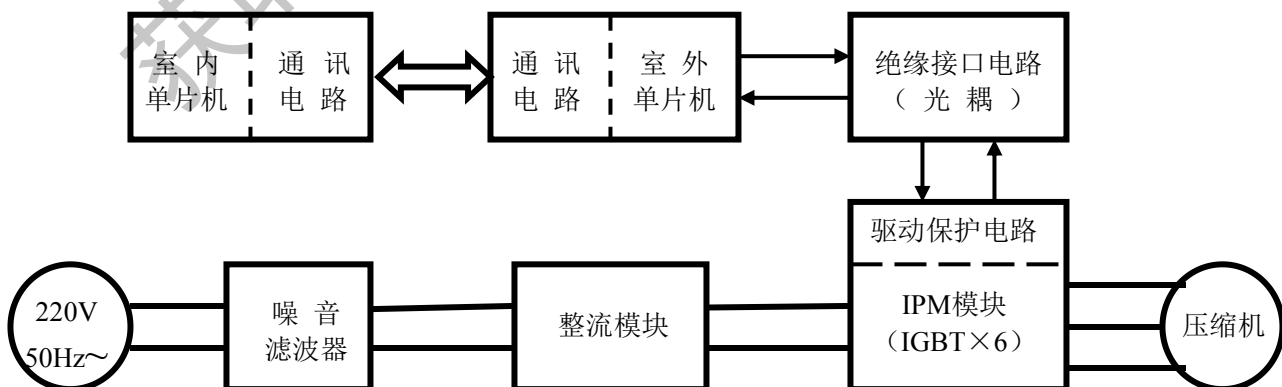 室内
单片机
通讯
电路
通讯
电路
室外
单片机
绝缘接口电路
（光耦）
驱动保护电路
IPM模块
（IGBT×6）
220V
50Hz～
噪音
滤波器
整流模块
压缩机